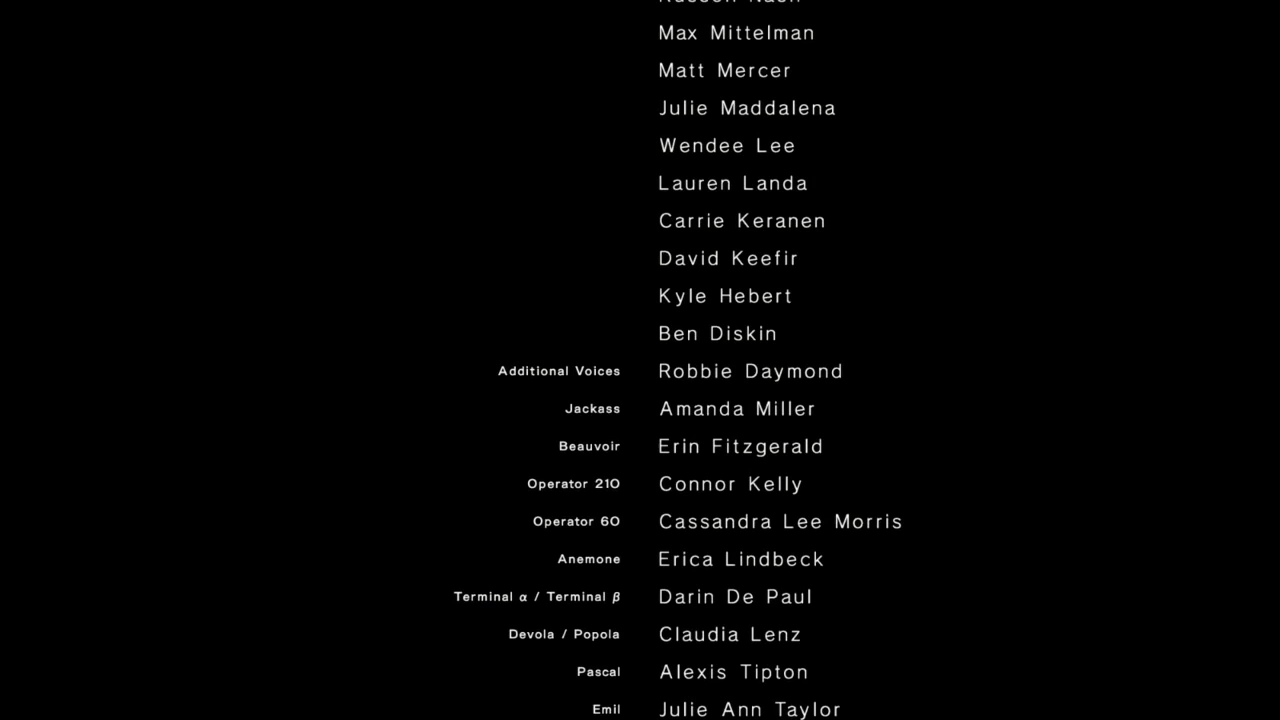 Max Mittelman
Matt Mercer
Julie Maddalena
Wendee Lee
Lauren Landa
Carrie Keranen
David Keefir
Kyle Hebert
Ben Diskin
Additional Voices Robbie Daymond
Jackass Amanda Miller
Beauvoir Erin Fitzgerald
Operator 210 Connor Kelly
Operator 60 Cassandra Lee Morris
Anemone Erica Lindbeck
Terminal α / Terminal β Darin De Paul
Devola / Popola Claudia Lenz
Pascal Alexis Tipton
Emil Julie Ann Taylor